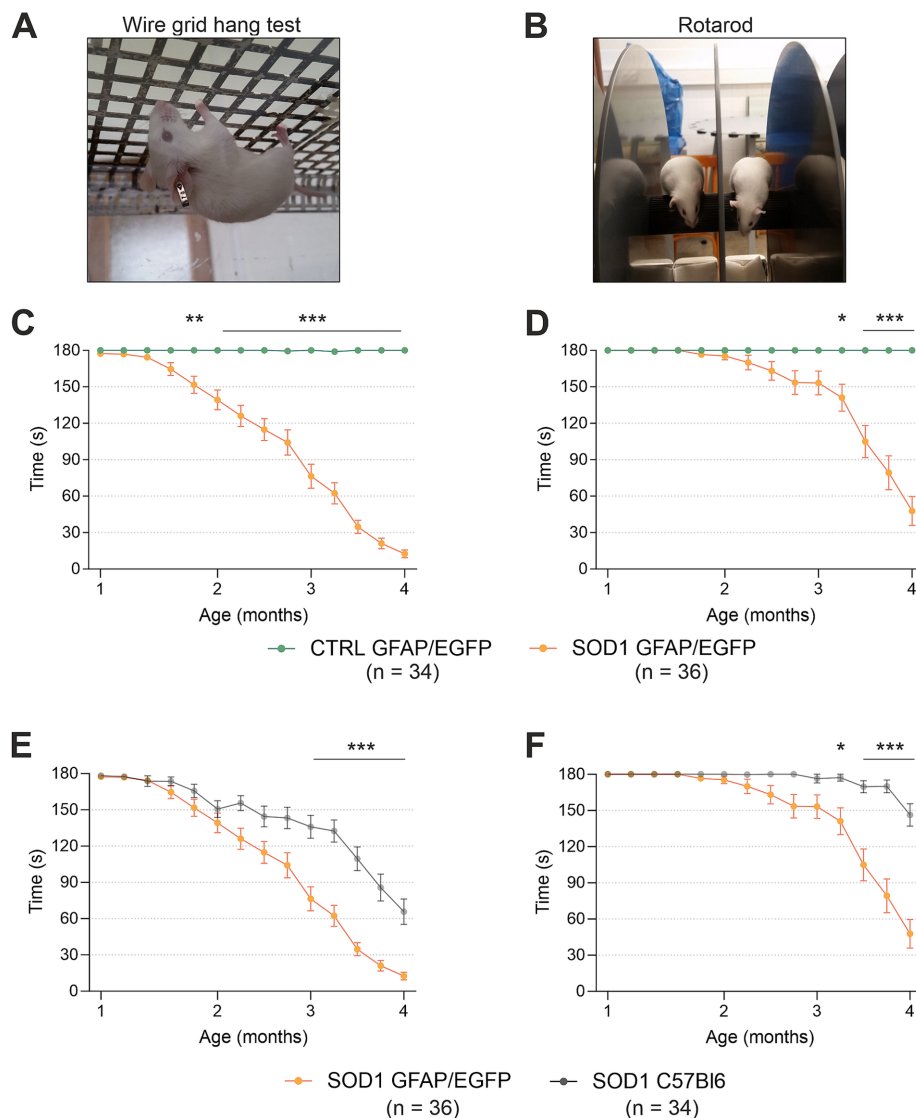 A
Wire grid hang test
B
Rotarod
C
** ***
180
150
120
90
60
30
0
Time (s)
1 2 3 4
Age (months)
D
* ***
180
150
120
90
60
30
0
Time (s)
1 2 3 4
Age (months)
CTRL GFAP/EGFP
(n = 34)
SOD1 GFAP/EGFP
(n = 36)
E
***
180
150
120
90
60
30
0
Time (s)
1 2 3 4
Age (months)
F
* ***
180
150
120
90
60
30
0
Time (s)
1 2 3 4
Age (months)
SOD1 GFAP/EGFP
(n = 36)
SOD1 C57Bl6
(n = 34)